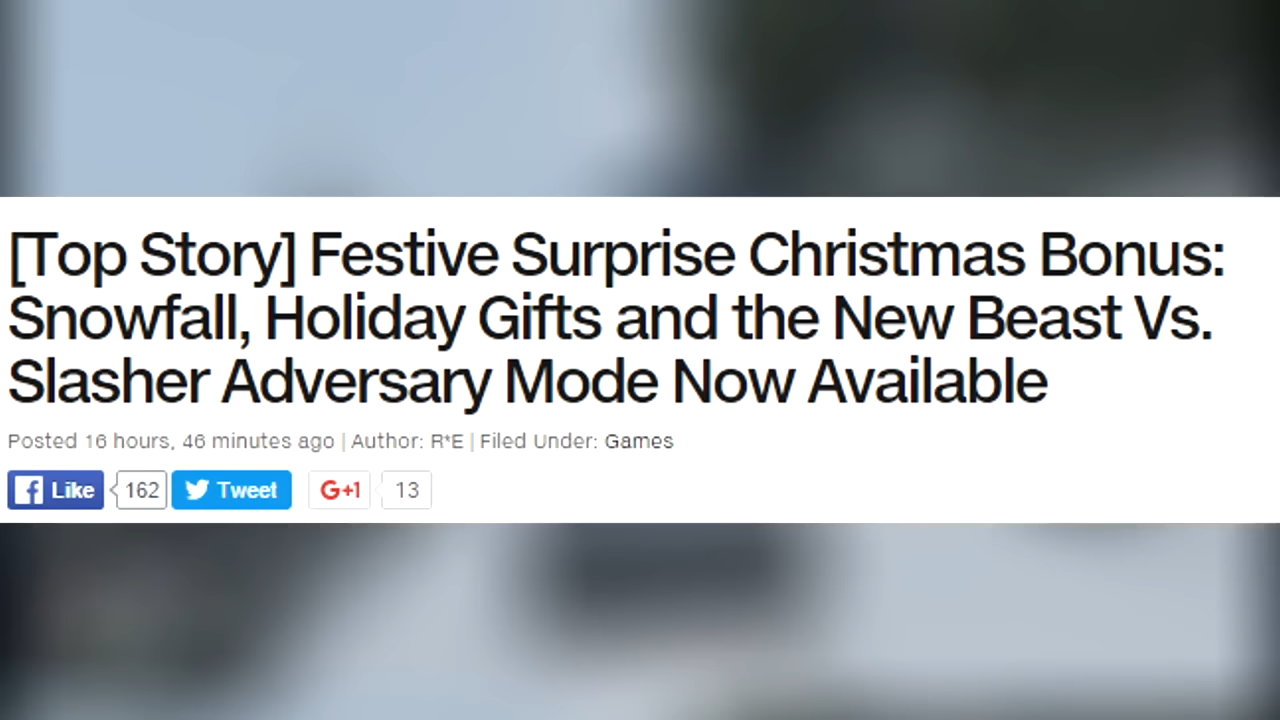 [Top Story] Festive Surprise Christmas Bonus:
Snowfall, Holiday Gifts and the New Beast Vs.
Slasher Adversary Mode Now Available
Posted 16 hours, 46 minutes ago | Author: R*E | Filed Under: Games
Like 162 Tweet G+1 13